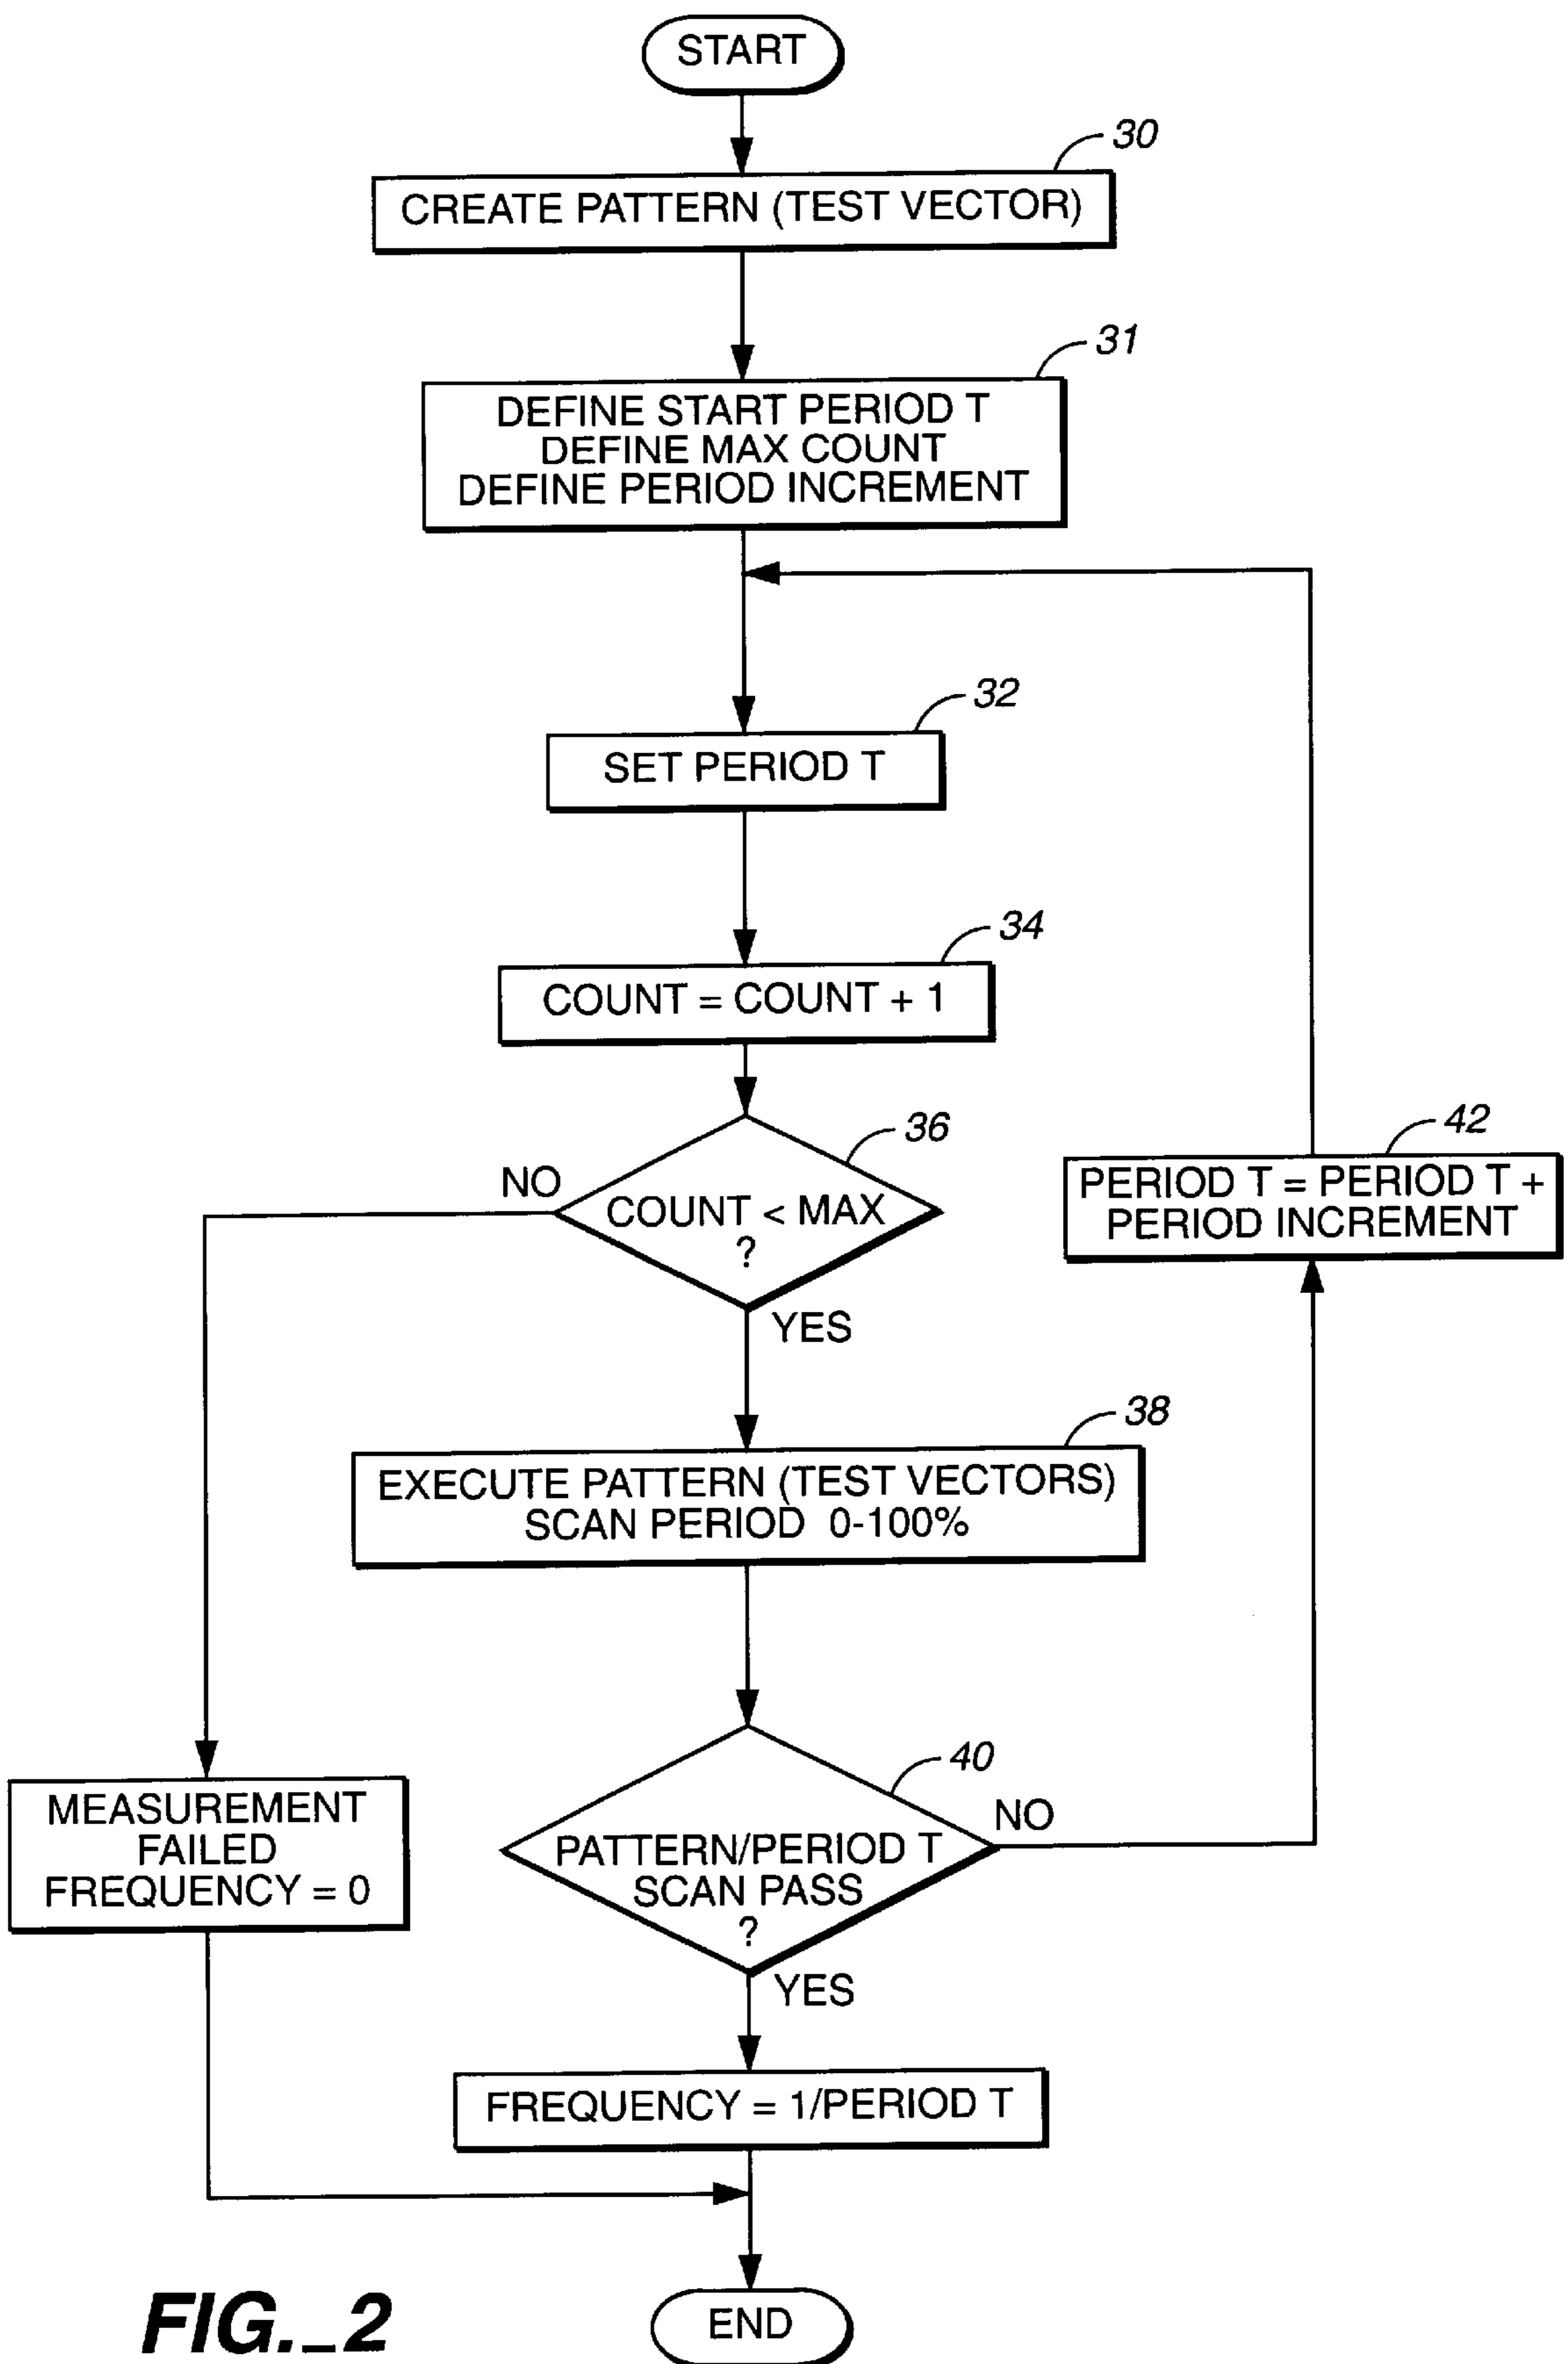 START
30
CREATE PATTERN (TEST VECTOR)
31
DEFINE START PERIOD T
DEFINE MAX COUNT
DEFINE PERIOD INCREMENT
32
SET PERIOD T
34
COUNT = COUNT + 1
36
NO
COUNT < MAX
?
YES
42
PERIOD T = PERIOD T +
PERIOD INCREMENT
38
EXECUTE PATTERN (TEST VECTORS)
SCAN PERIOD 0-100%
40
PATTERN/PERIOD T
SCAN PASS
?
NO
YES
MEASUREMENT
FAILED
FREQUENCY = 0
FREQUENCY = 1/PERIOD T
END
FIG._2